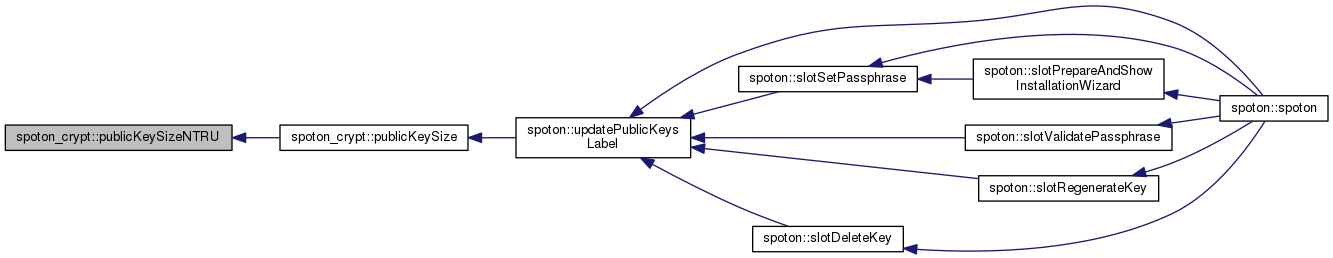 spoton_crypt::publicKeySizeNTRU
spoton_crypt::publicKeySize
spoton::updatePublicKeys
Label
spoton::slotSetPassphrase
spoton::slotPrepareAndShow
InstallationWizard
spoton::slotValidatePassphrase
spoton::slotRegenerateKey
spoton::slotDeleteKey
spoton::spoton